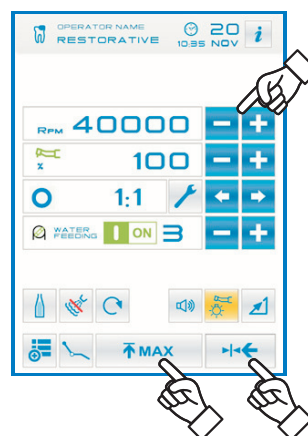 OPERATOR NAME
RESTORATIVE
10:35 20 NOV
i
RPM 40000 - +
% 100 - +
1:1
WATER FEEDING I ON 3 - +
MAX